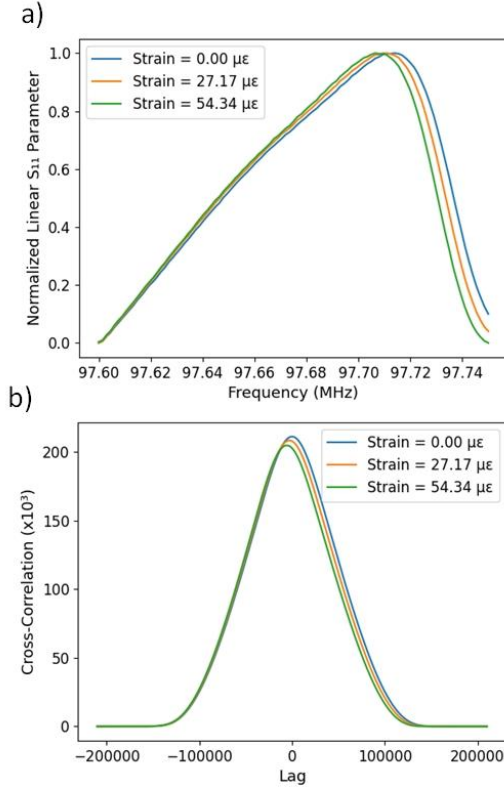 a)
1.0
0.8
0.6
0.4
0.2
0.0
Normalized Linear S₁₁ Parameter
Strain = 0.00 με
Strain = 27.17 με
Strain = 54.34 με
97.60 97.62 97.64 97.66 97.68 97.70 97.72 97.74
Frequency (MHz)
b)
200
150
100
50
0
Cross-Correlation (x10³)
Strain = 0.00 με
Strain = 27.17 με
Strain = 54.34 με
−200000 −100000 0 100000 200000
Lag